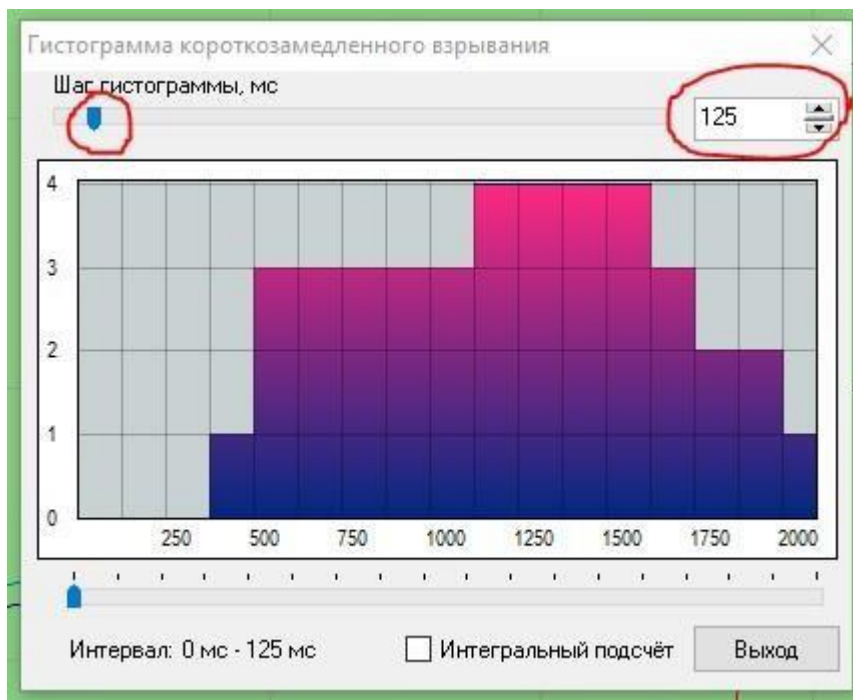 Гистограмма короткозамедленного взрывания
Шаг гистограммы, мс
125
4
3
2
1
0
250 500 750 1000 1250 1500 1750 2000
Интервал: 0 мс - 125 мс
Интегральный подсчёт
Выход